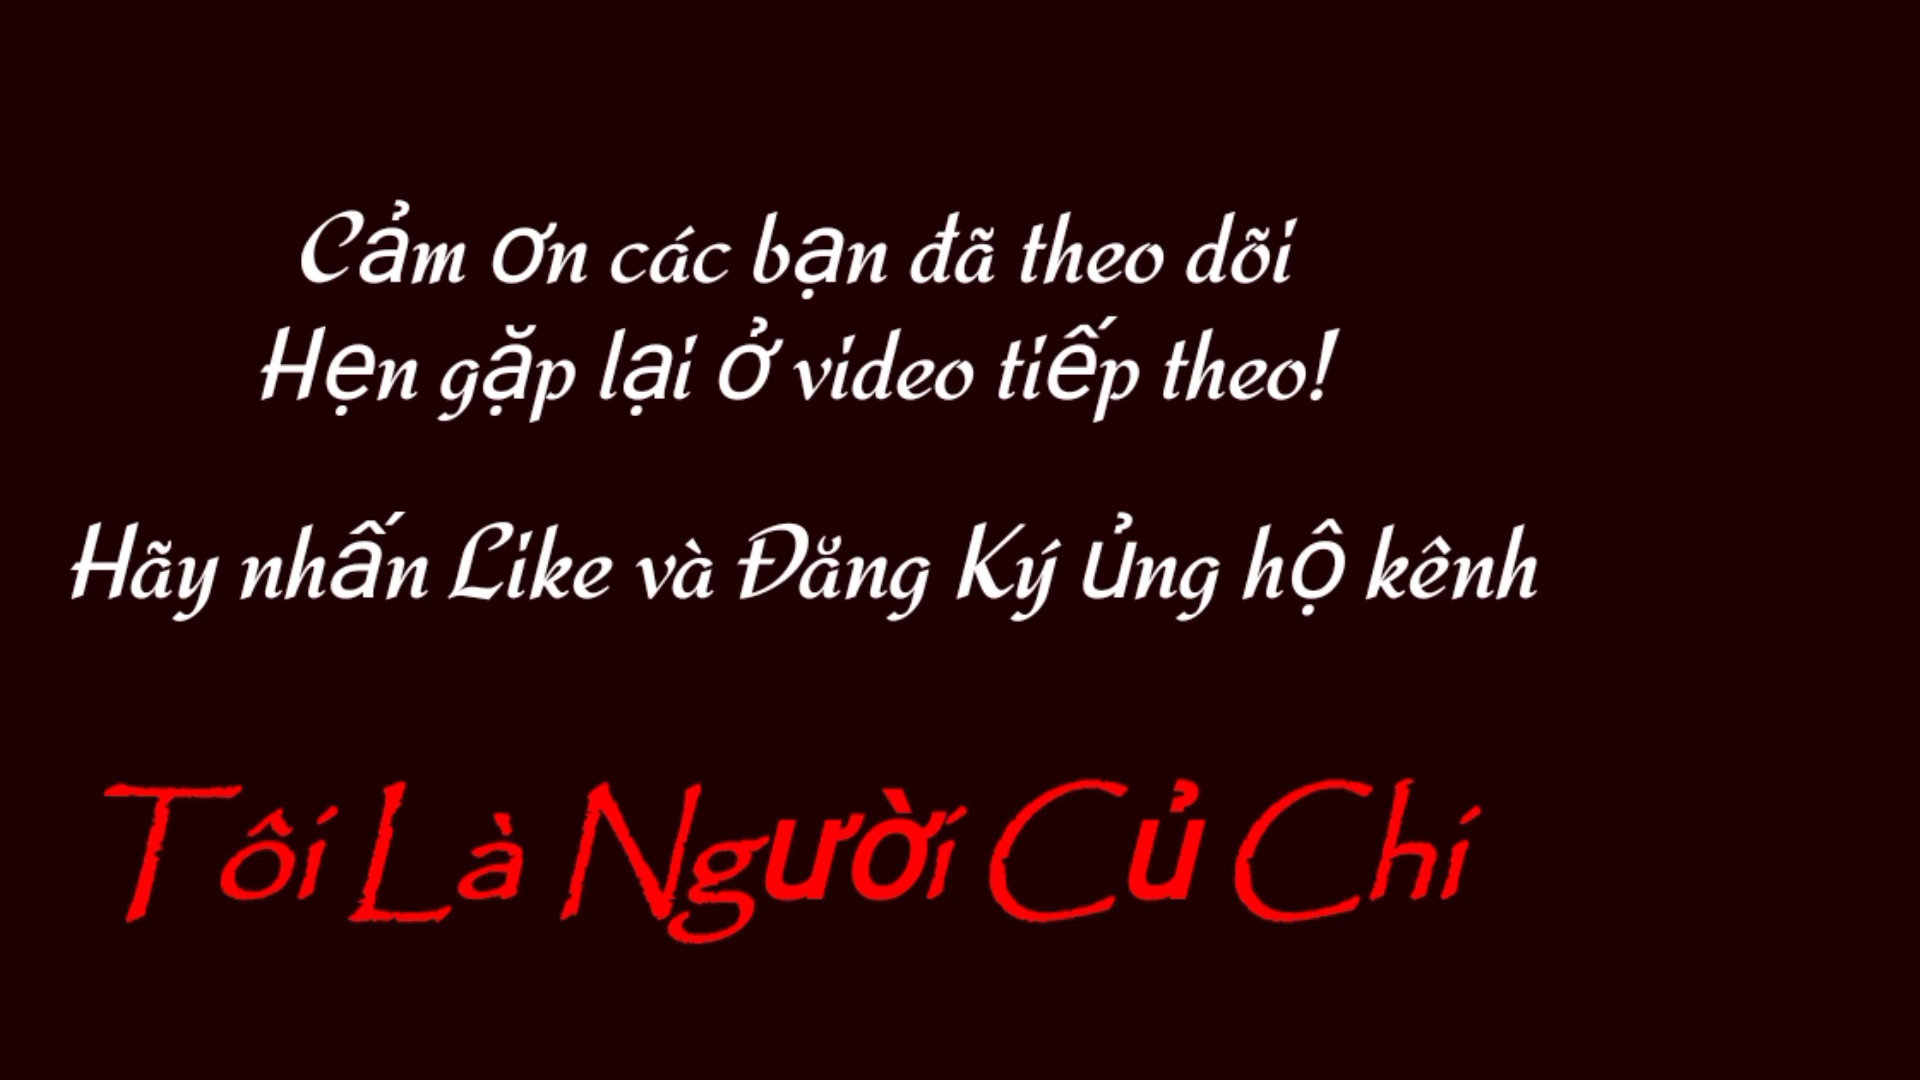 Cảm ơn các bạn đã theo dõi
Hẹn gặp lại ở video tiếp theo!
Hãy nhấn Like và Đăng Ký ủng hộ kênh
Tôi Là Người Củ Chi